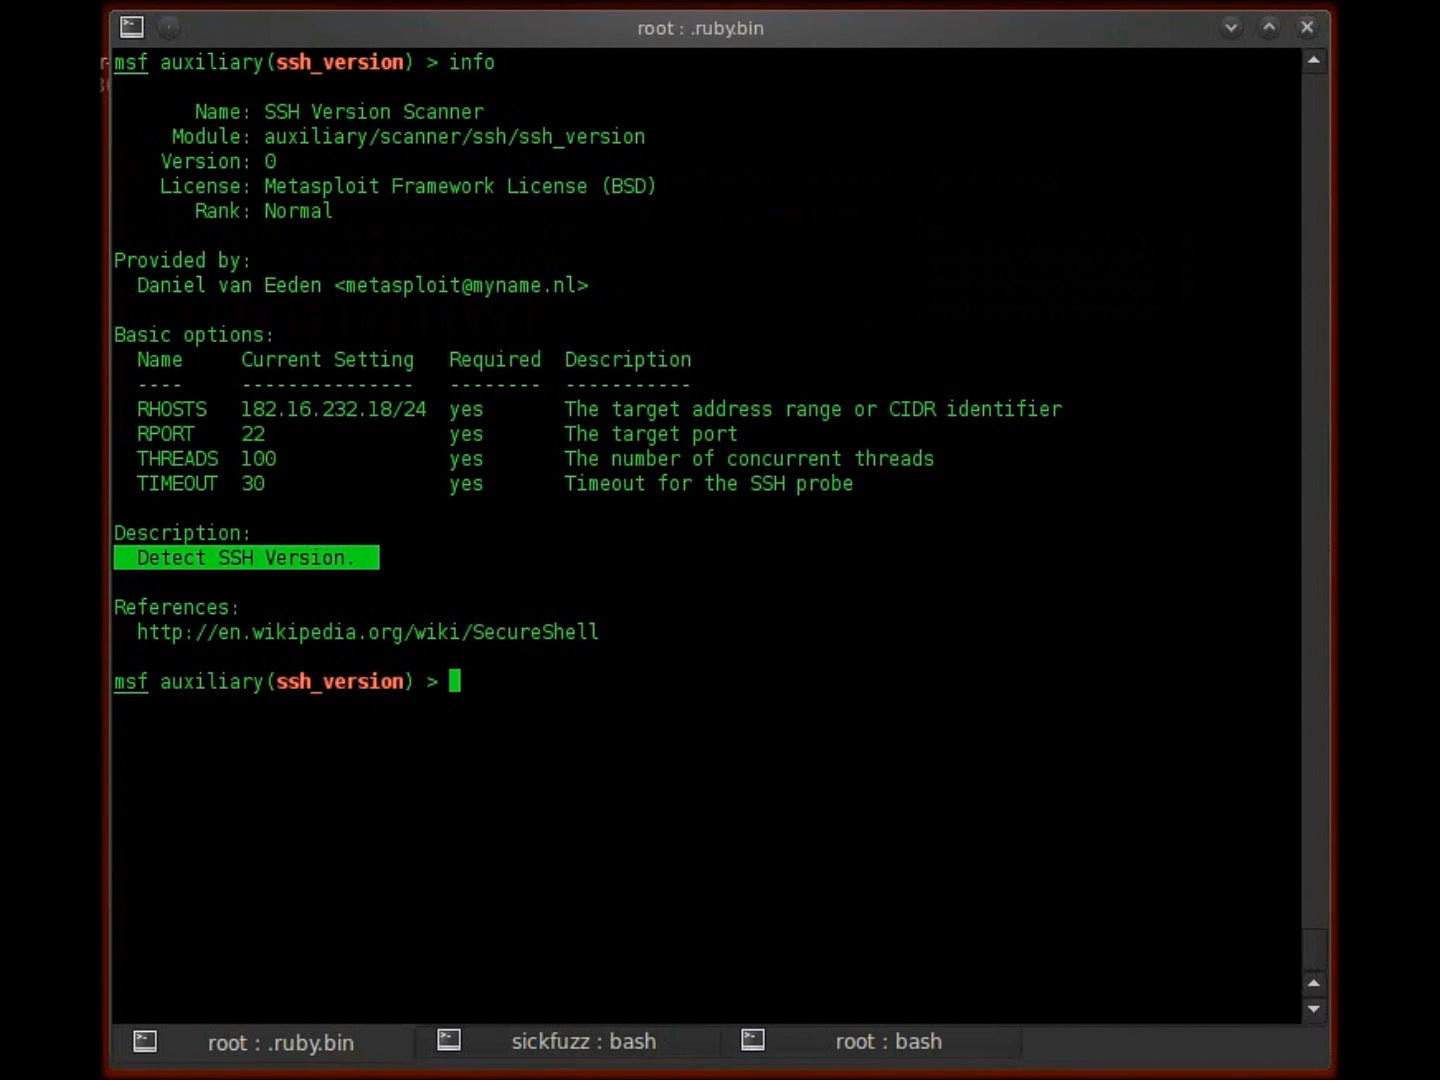 root : .ruby.bin
msf auxiliary(ssh_version) > info
Name: SSH Version Scanner
Module: auxiliary/scanner/ssh/ssh_version
Version: 0
License: Metasploit Framework License (BSD)
Rank: Normal
Provided by:
Daniel van Eeden <metasploit@myname.nl>
Basic options:
Name     Current Setting   Required   Description
----     ---------------   --------   -----------
RHOSTS   182.16.232.18/24   yes   The target address range or CIDR identifier
RPORT    22   yes   The target port
THREADS  100   yes   The number of concurrent threads
TIMEOUT  30   yes   Timeout for the SSH probe
Description:
Detect SSH Version.
References:
http://en.wikipedia.org/wiki/SecureShell
msf auxiliary(ssh_version) >
root : .ruby.bin   sickfuzz : bash   root : bash